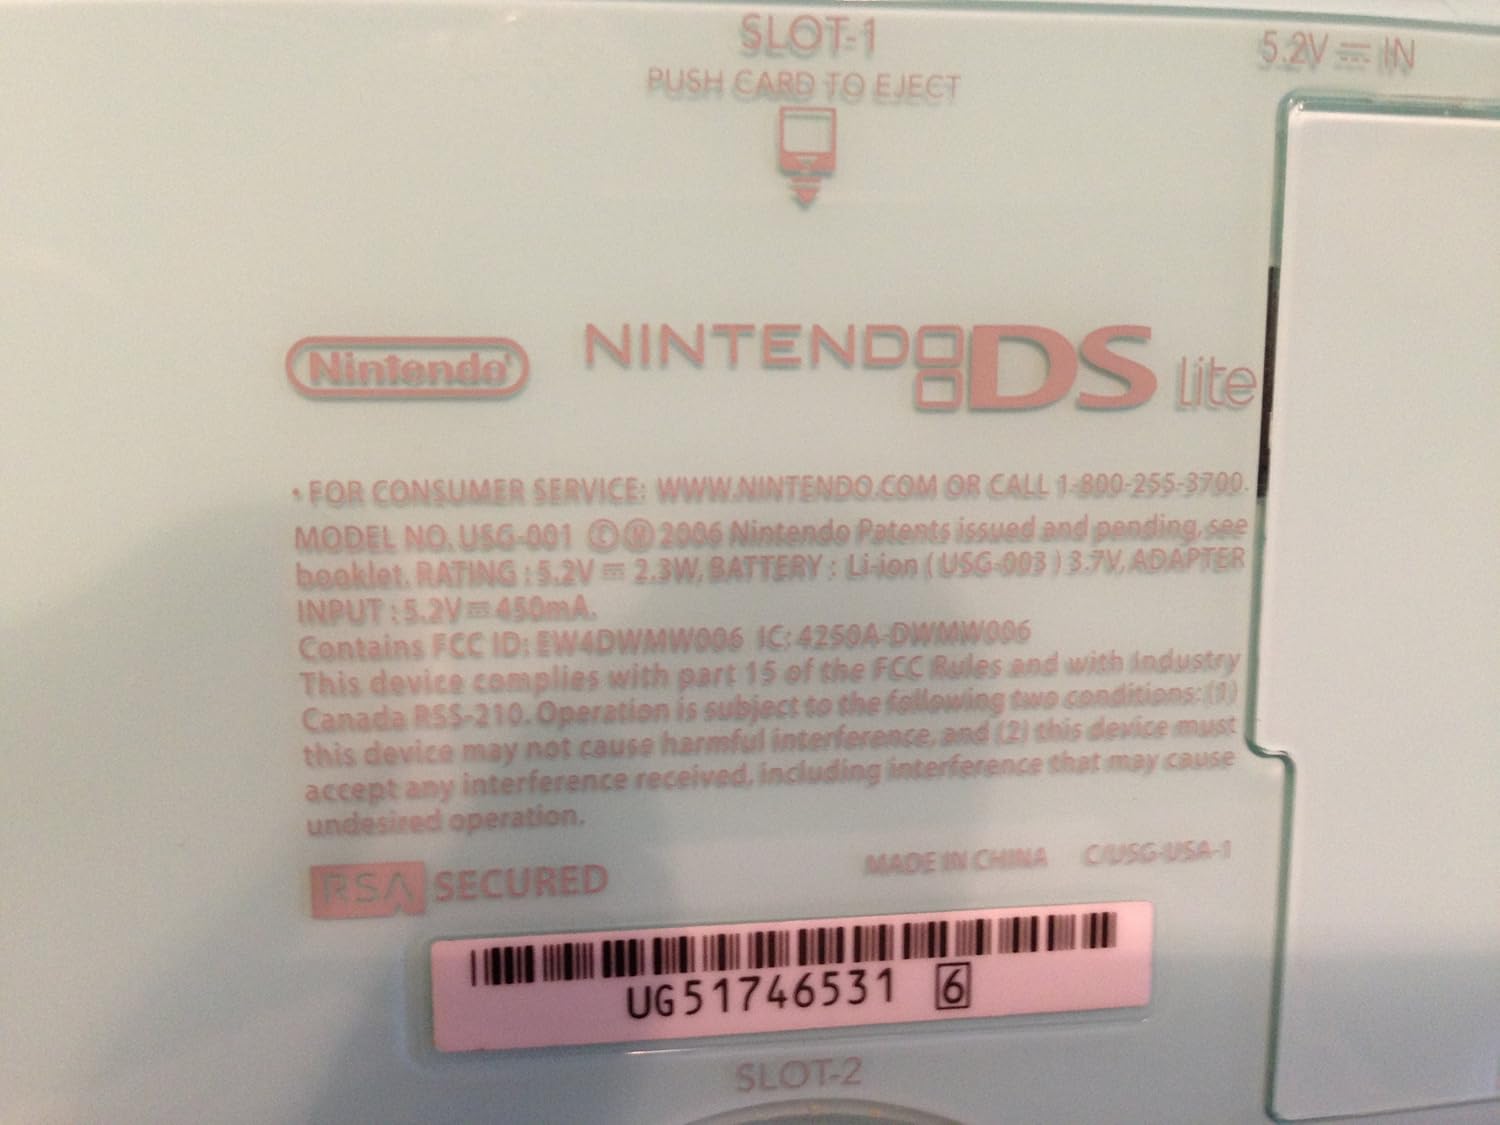 SLOT-1
5.2V ⎓ IN
PUSH CARD TO EJECT
Nintendo®
NINTENDO DS lite
• FOR CONSUMER SERVICE: WWW.NINTENDO.COM OR CALL 1-800-255-3700.
MODEL NO. USG-001 ©® 2006 Nintendo Patents issued and pending, see
booklet. RATING : 5.2V ⎓ 2.3W, BATTERY : Li-ion ( USG-003 ) 3.7V, ADAPTER
INPUT : 5.2V ⎓ 450mA.
Contains FCC ID: EW4DWMW006 IC: 4250A-DWMW006
This device complies with part 15 of the FCC Rules and with Industry
Canada RSS-210. Operation is subject to the following two conditions: (1)
this device may not cause harmful interference, and (2) this device must
accept any interference received, including interference that may cause
undesired operation.
RSA SECURED
MADE IN CHINA C/USG-USA-1
UG51746531 6
SLOT-2